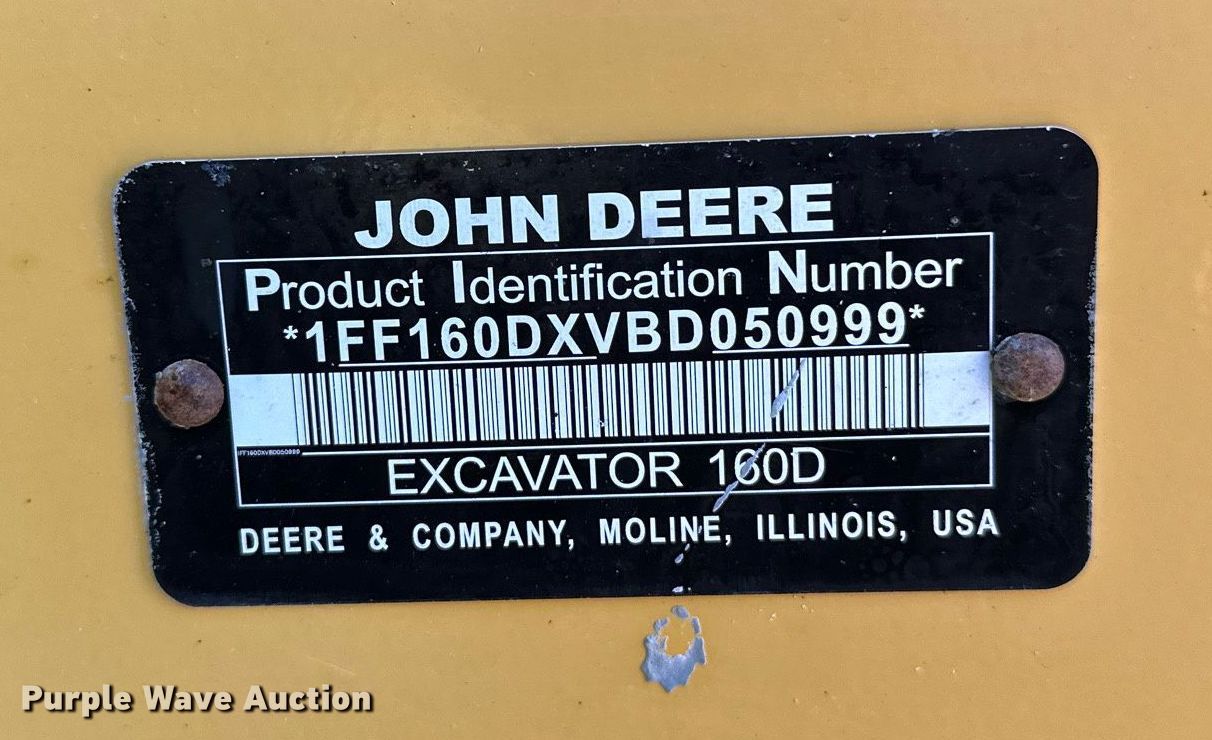 JOHN DEERE
Product Identification Number
*1FF160DXVBD050999*
1FF160DXVBD050999
EXCAVATOR 160D
DEERE & COMPANY, MOLINE, ILLINOIS, USA
Purple Wave Auction